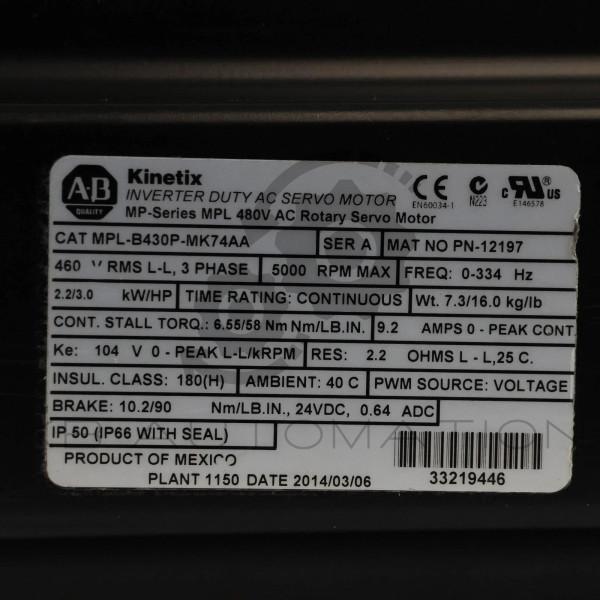 A-B
QUALITY
Kinetix
INVERTER DUTY AC SERVO MOTOR
MP-Series MPL 480V AC Rotary Servo Motor
CE
EN60034-1
N223
c UR US
E146578
CAT MPL-B430P-MK74AA SER A MAT NO PN-12197
460 V RMS L-L, 3 PHASE 5000 RPM MAX FREQ: 0-334 Hz
2.2/3.0 kW/HP TIME RATING: CONTINUOUS Wt. 7.3/16.0 kg/lb
CONT. STALL TORQ.: 6.55/58 Nm Nm/LB.IN. 9.2 AMPS 0 - PEAK CONT
Ke: 104 V 0 - PEAK L-L/kRPM RES: 2.2 OHMS L - L,25 C.
INSUL. CLASS: 180(H) AMBIENT: 40 C PWM SOURCE: VOLTAGE
BRAKE: 10.2/90 Nm/LB.IN., 24VDC, 0.64 ADC
IP 50 (IP66 WITH SEAL)
AUTOMATION
PRODUCT OF MEXICO
PLANT 1150 DATE 2014/03/06
33219446